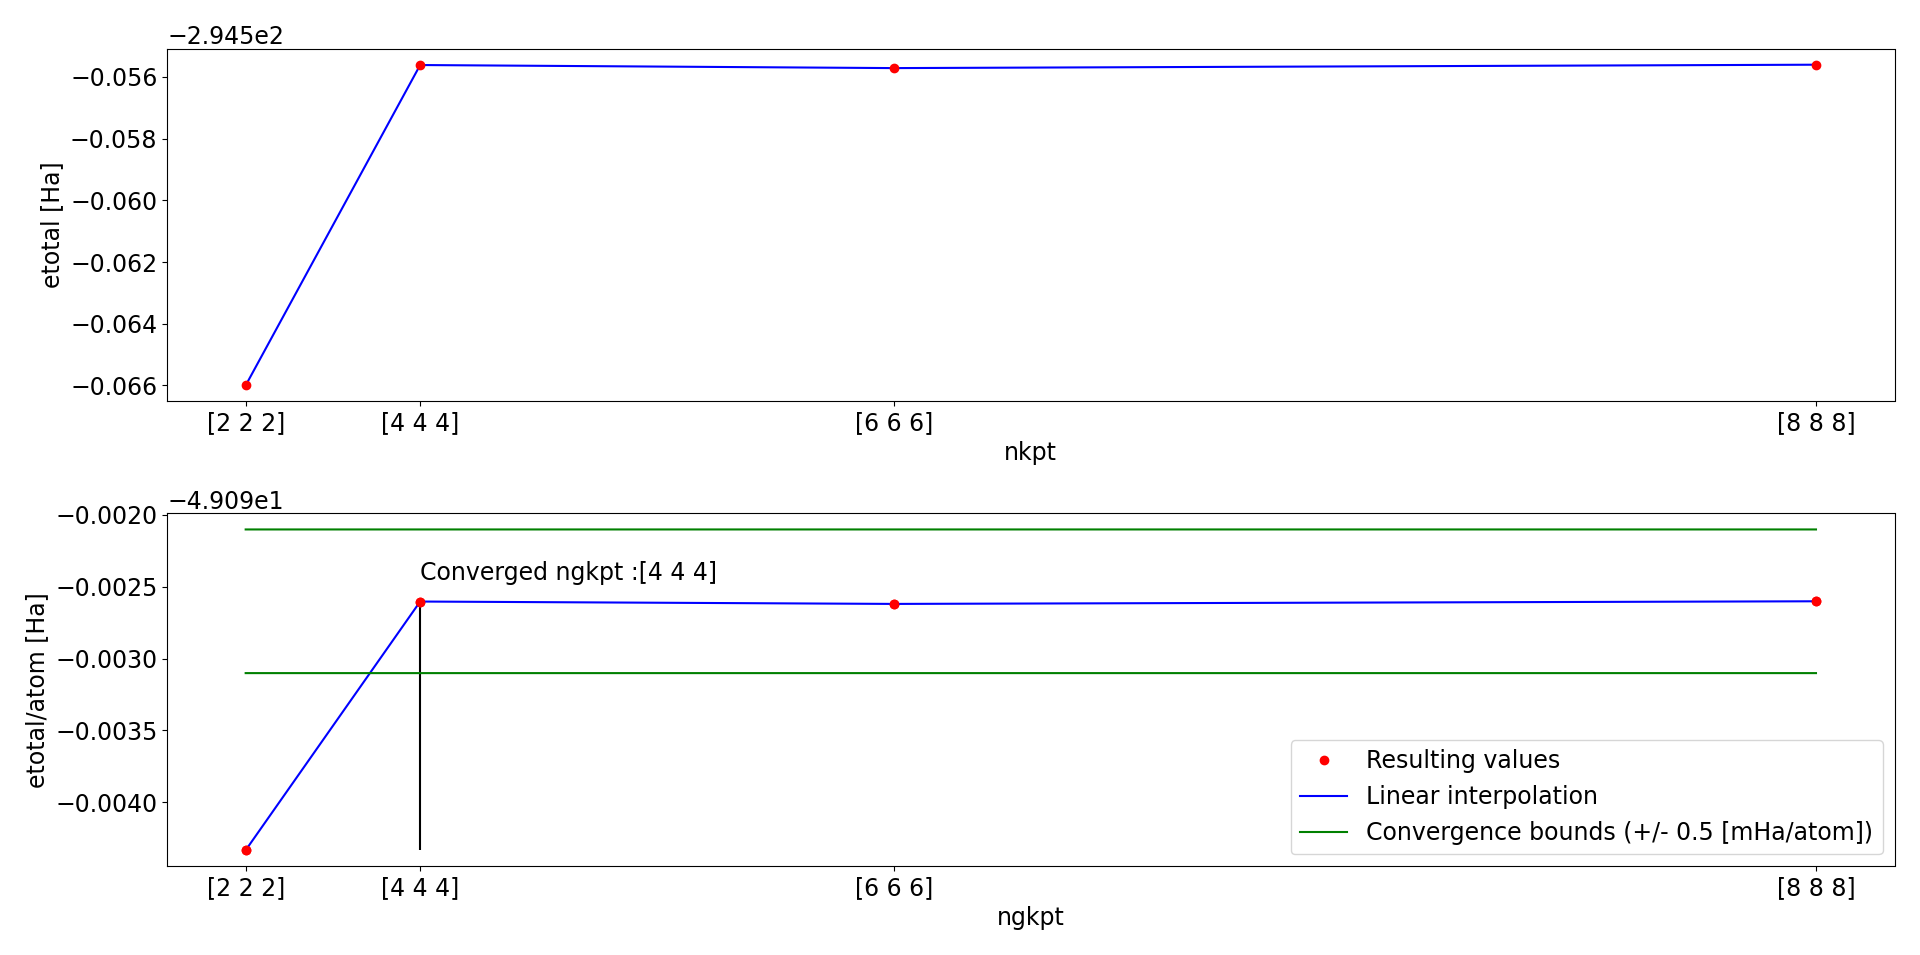 −2.945e2
−0.056
−0.058
−0.060
−0.062
−0.064
−0.066
etotal [Ha]
[2 2 2] [4 4 4] [6 6 6] [8 8 8]
nkpt
−4.909e1
−0.0020
−0.0025
−0.0030
−0.0035
−0.0040
etotal/atom [Ha]
Converged ngkpt :[4 4 4]
Resulting values
Linear interpolation
Convergence bounds (+/- 0.5 [mHa/atom])
[2 2 2] [4 4 4] [6 6 6] [8 8 8]
ngkpt